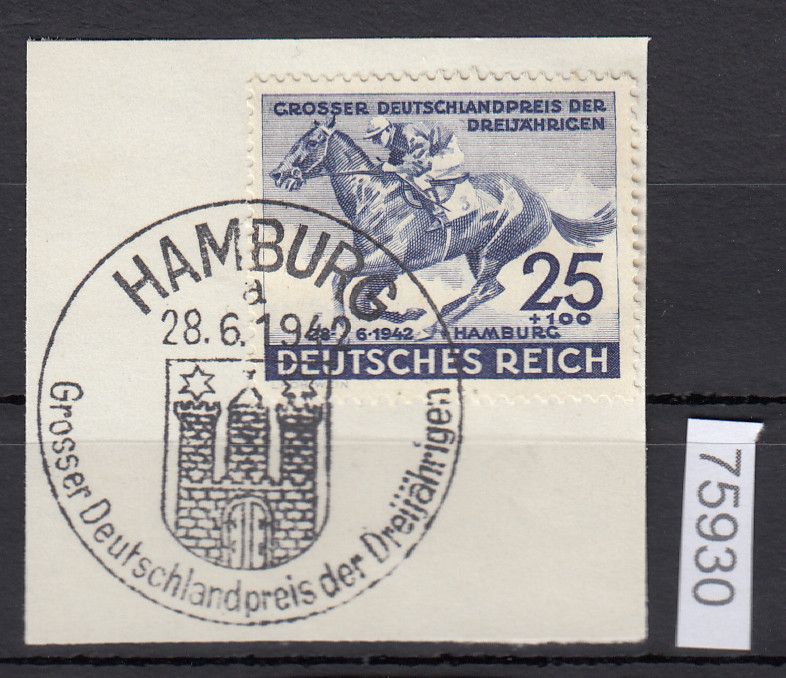 GROSSER DEUTSCHLANDPREIS DER
DREIJÄHRIGEN
3
25
+100
28. 6·1942 HAMBURG
DEUTSCHES REICH
HAMBURG
a
28.6.1942
Grosser Deutschlandpreis der Dreijährigen
75930